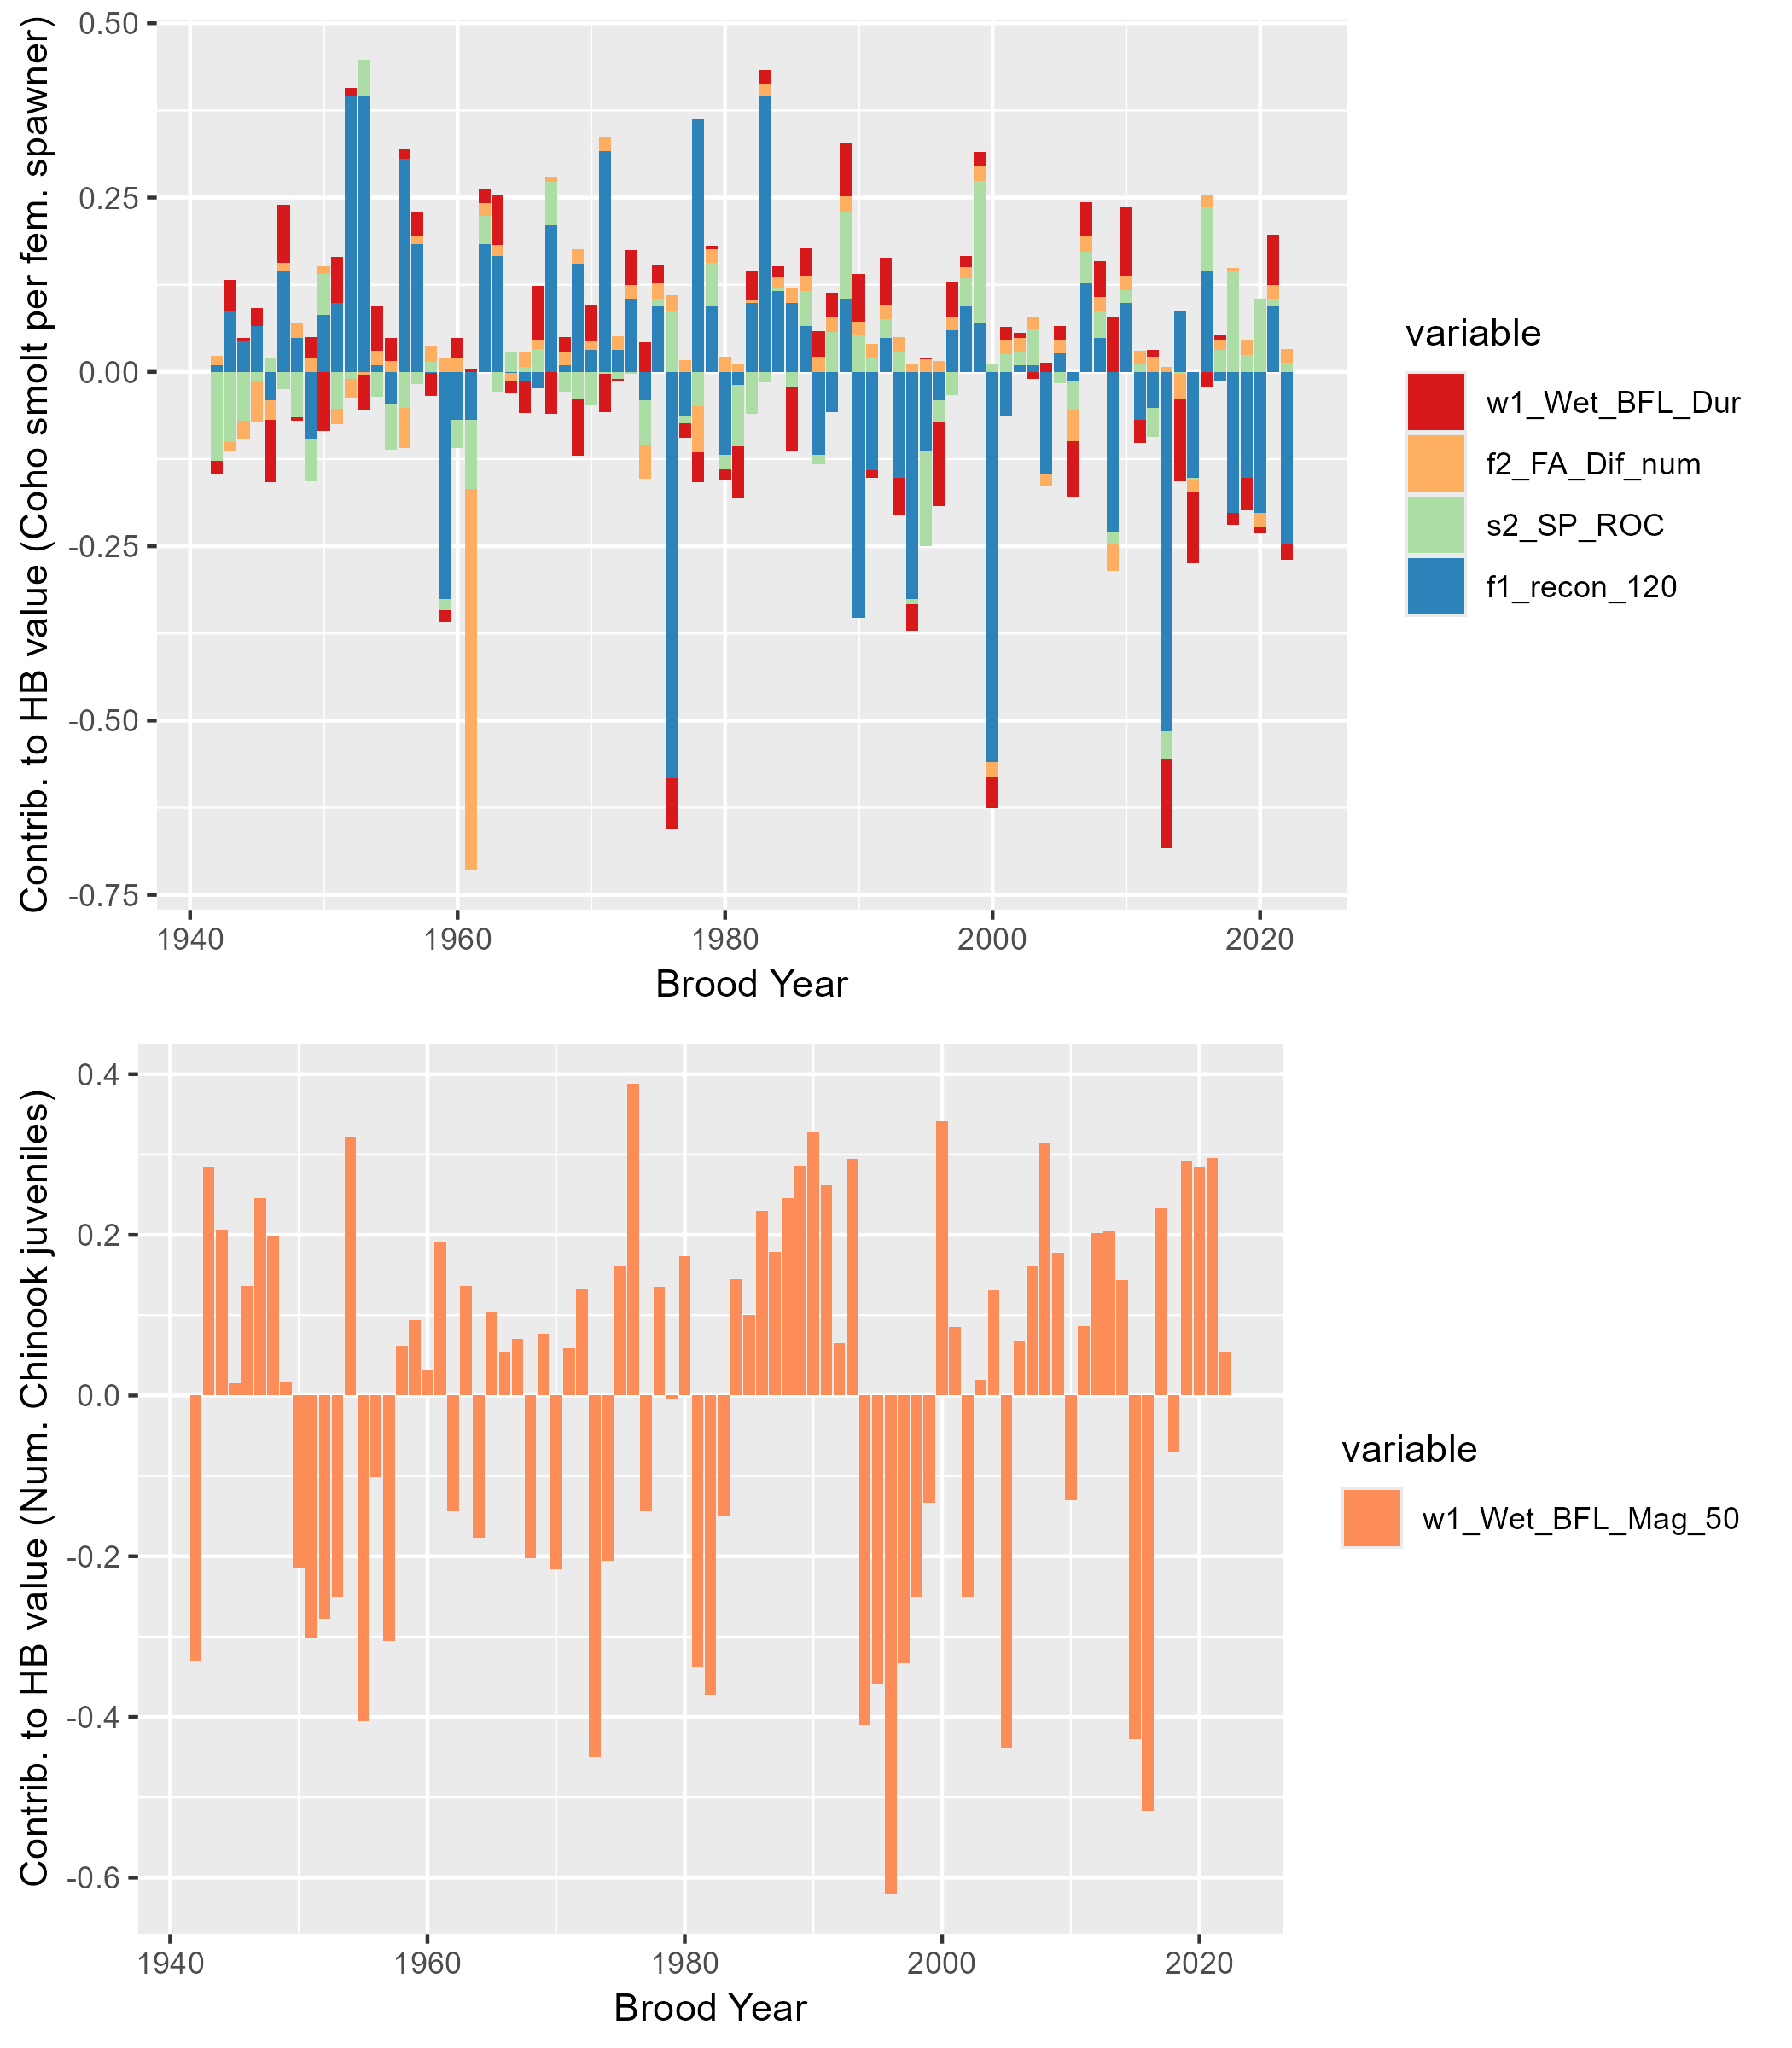 Contrib. to HB value (Coho smolt per fem. spawner)
0.50
0.25
0.00
-0.25
-0.50
-0.75
1940 1960 1980 2000 2020
Brood Year
variable
w1_Wet_BFL_Dur
f2_FA_Dif_num
s2_SP_ROC
f1_recon_120
Contrib. to HB value (Num. Chinook juveniles)
0.4
0.2
0.0
-0.2
-0.4
-0.6
1940 1960 1980 2000 2020
Brood Year
variable
w1_Wet_BFL_Mag_50